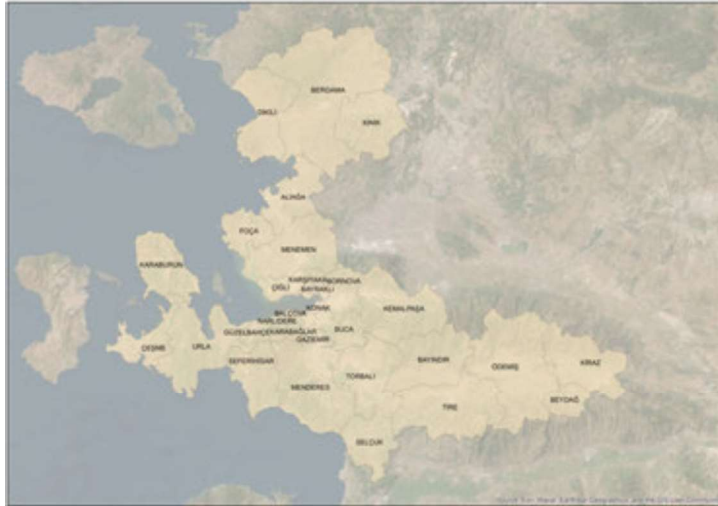 BERGAMA
DİKİLİ
KINIK
ALİAĞA
FOÇA
MENEMEN
KARABURUN
KARŞIYAKA
BORNOVA
ÇİĞLİ
BAYRAKLI
KONAK
KEMALPAŞA
BALÇOVA
NARLIDERE
GÜZELBAHÇE
KARABAĞLAR
BUCA
GAZİEMİR
ÇEŞME
URLA
SEFERİHİSAR
BAYINDIR
ÖDEMİŞ
KİRAZ
TORBALI
MENDERES
TİRE
BEYDAĞ
SELÇUK